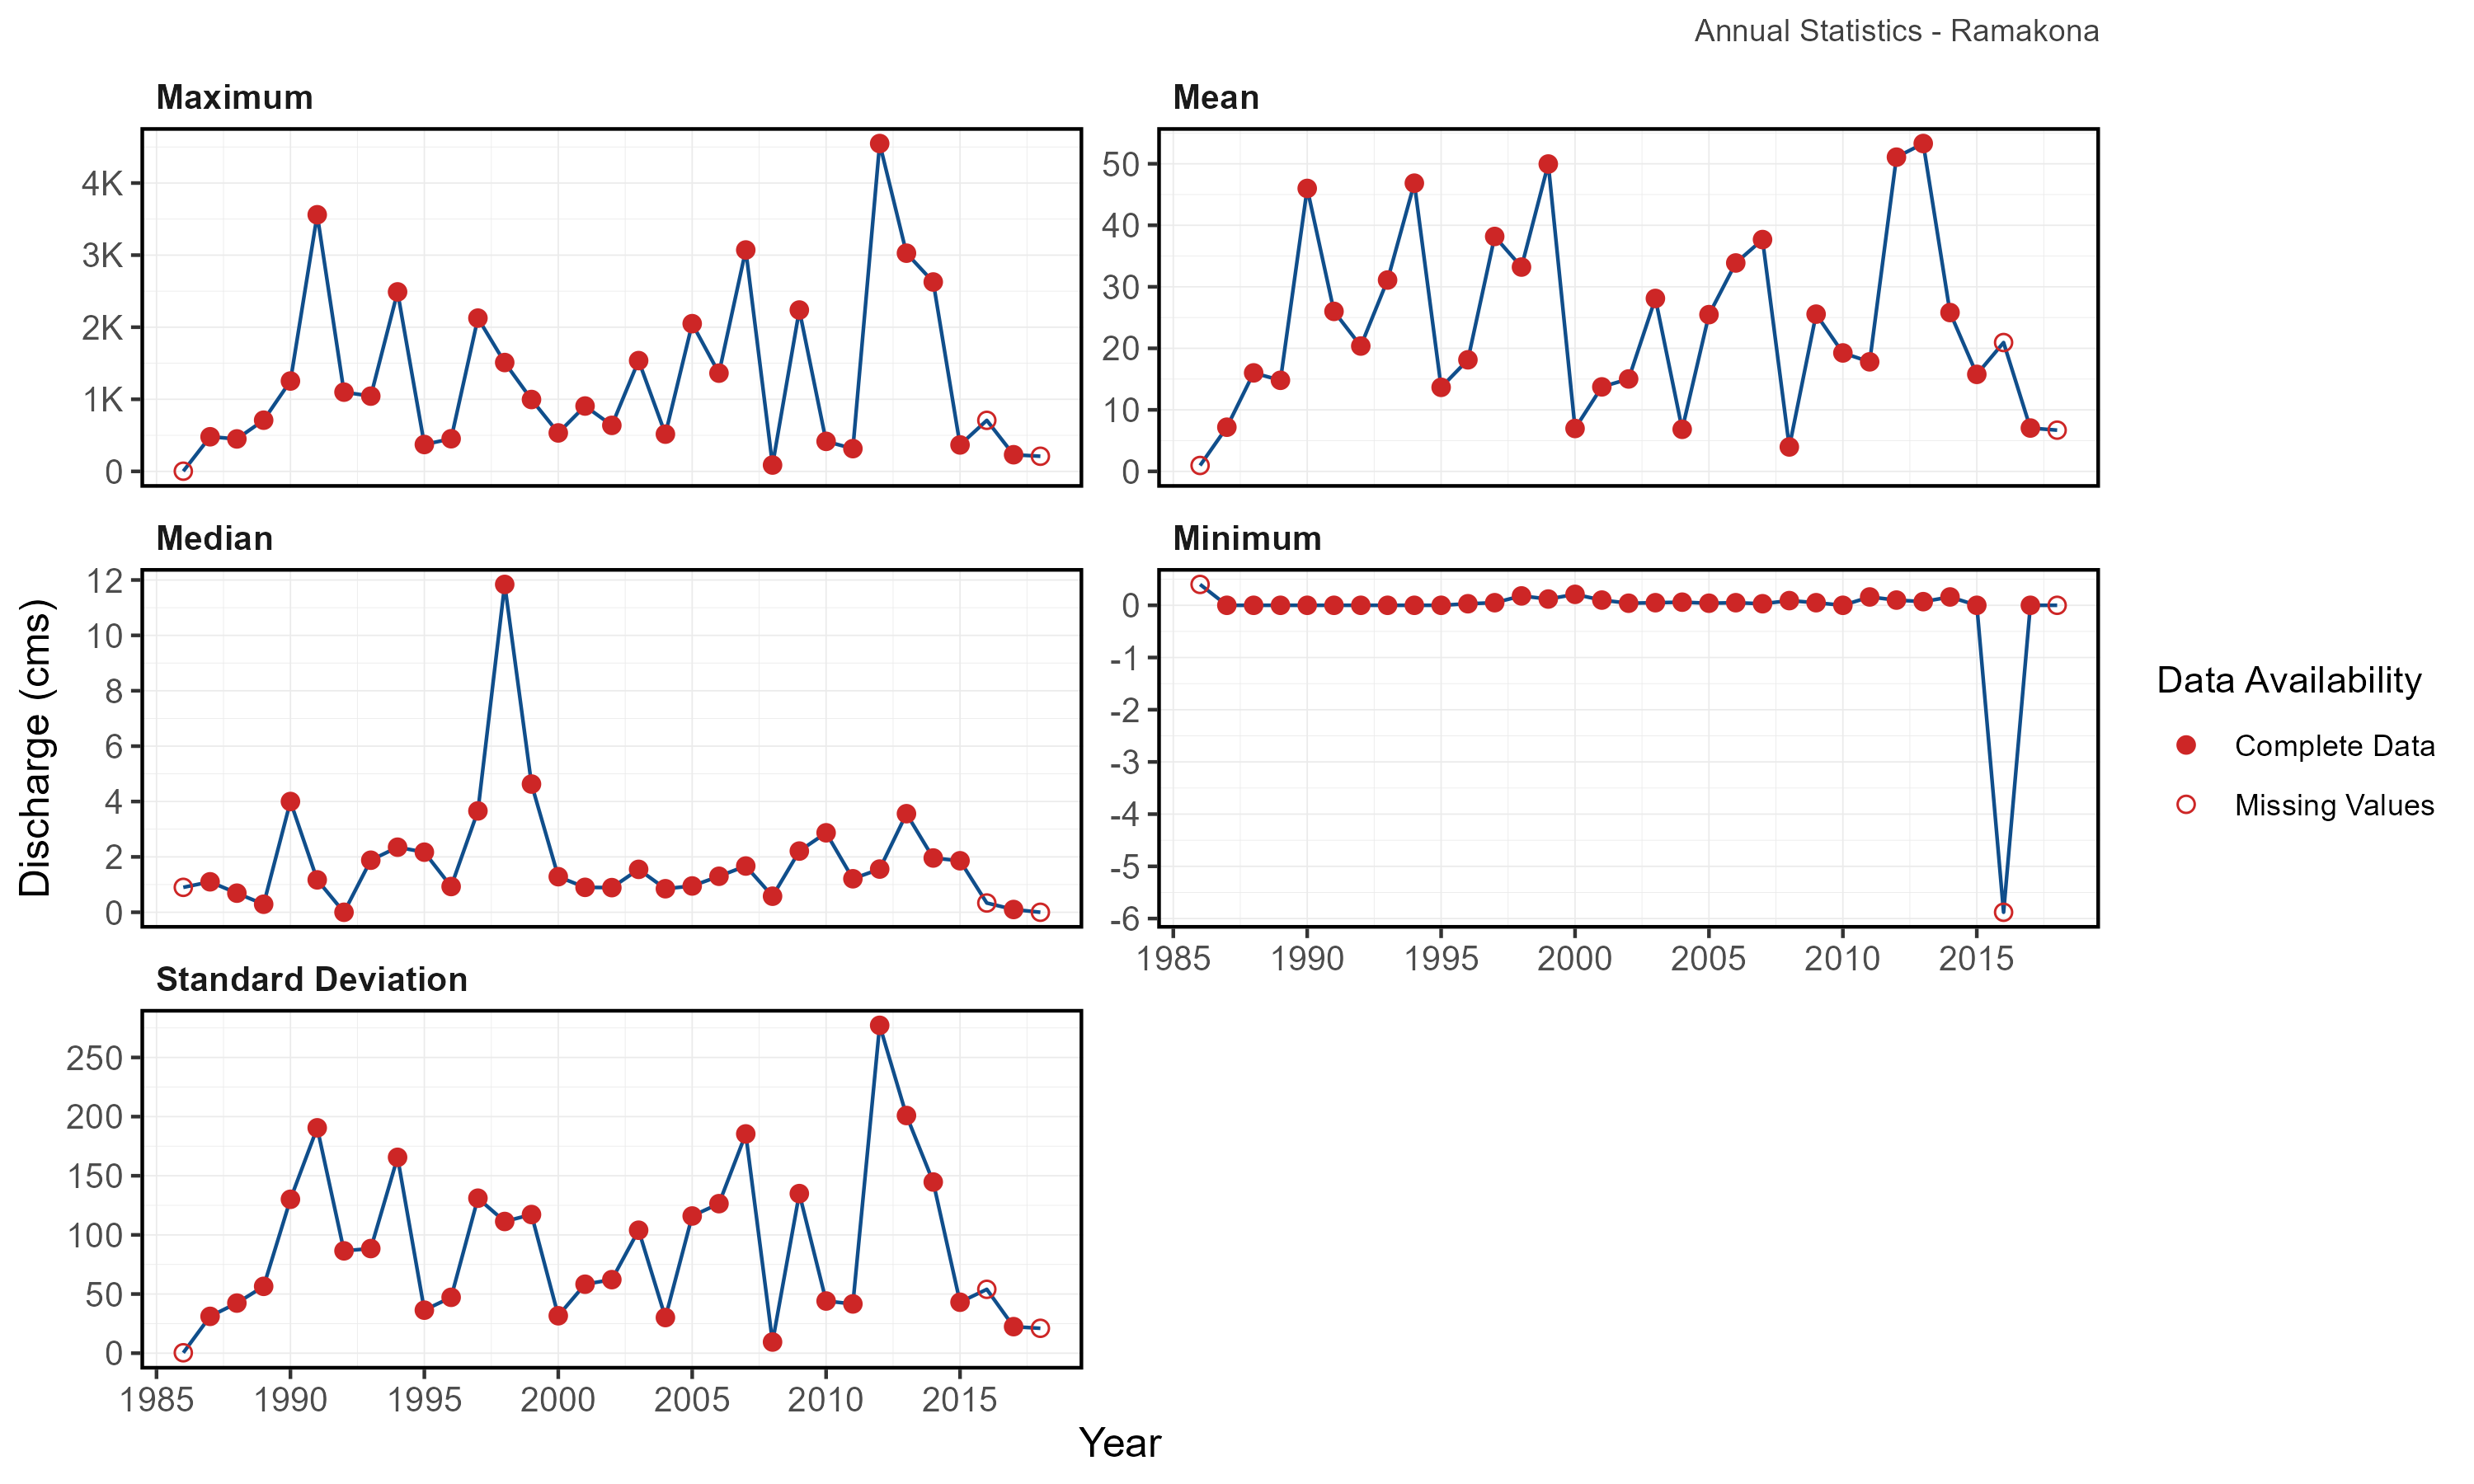 Annual Statistics - Ramakona
Maximum
4K
3K
2K
1K
0
Mean
50
40
30
20
10
0
Discharge (cms)
Median
12
10
8
6
4
2
0
Minimum
0
-1
-2
-3
-4
-5
-6
1985 1990 1995 2000 2005 2010 2015
Standard Deviation
250
200
150
100
50
0
1985 1990 1995 2000 2005 2010 2015
Year
Data Availability
Complete Data
Missing Values